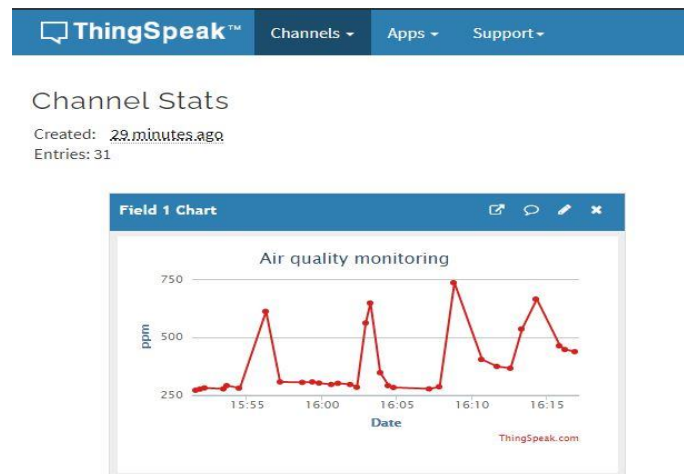 ThingSpeak™ Channels Apps Support
Channel Stats
Created: 29 minutes ago
Entries: 31
Field 1 Chart
Air quality monitoring
750
500
250
ppm
15:55 16:00 16:05 16:10 16:15
Date
ThingSpeak.com